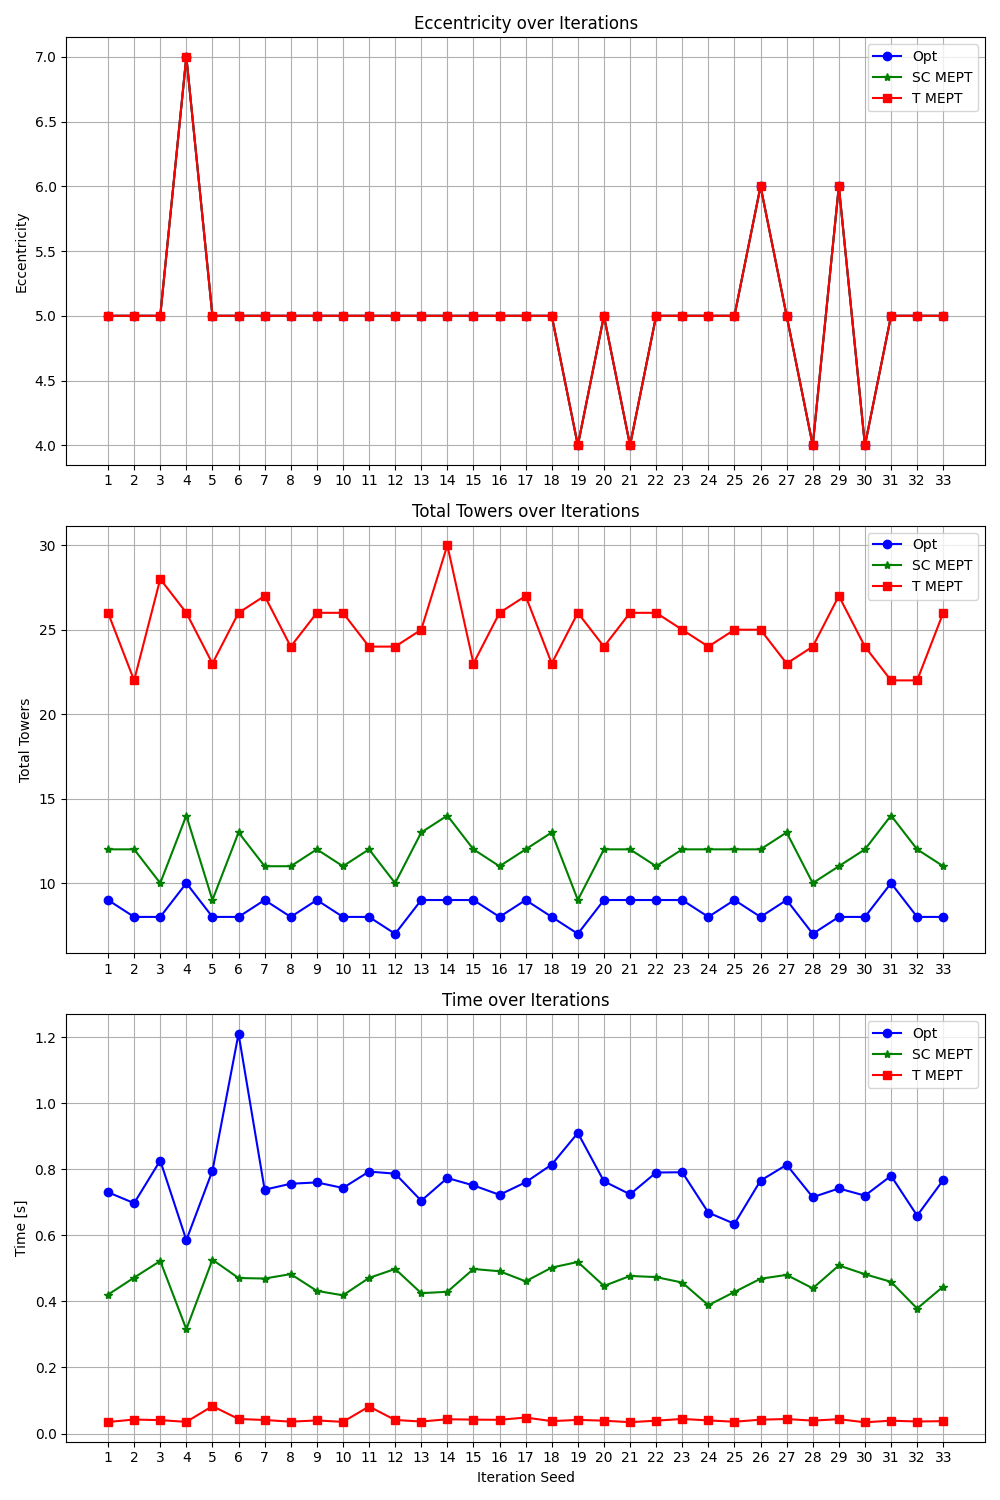 Eccentricity over Iterations
Opt
SC MEPT
T MEPT
Eccentricity
7.0
6.5
6.0
5.5
5.0
4.5
4.0
1 2 3 4 5 6 7 8 9 10 11 12 13 14 15 16 17 18 19 20 21 22 23 24 25 26 27 28 29 30 31 32 33
Total Towers over Iterations
Opt
SC MEPT
T MEPT
Total Towers
30
25
20
15
10
1 2 3 4 5 6 7 8 9 10 11 12 13 14 15 16 17 18 19 20 21 22 23 24 25 26 27 28 29 30 31 32 33
Time over Iterations
Opt
SC MEPT
T MEPT
Time [s]
1.2
1.0
0.8
0.6
0.4
0.2
0.0
1 2 3 4 5 6 7 8 9 10 11 12 13 14 15 16 17 18 19 20 21 22 23 24 25 26 27 28 29 30 31 32 33
Iteration Seed